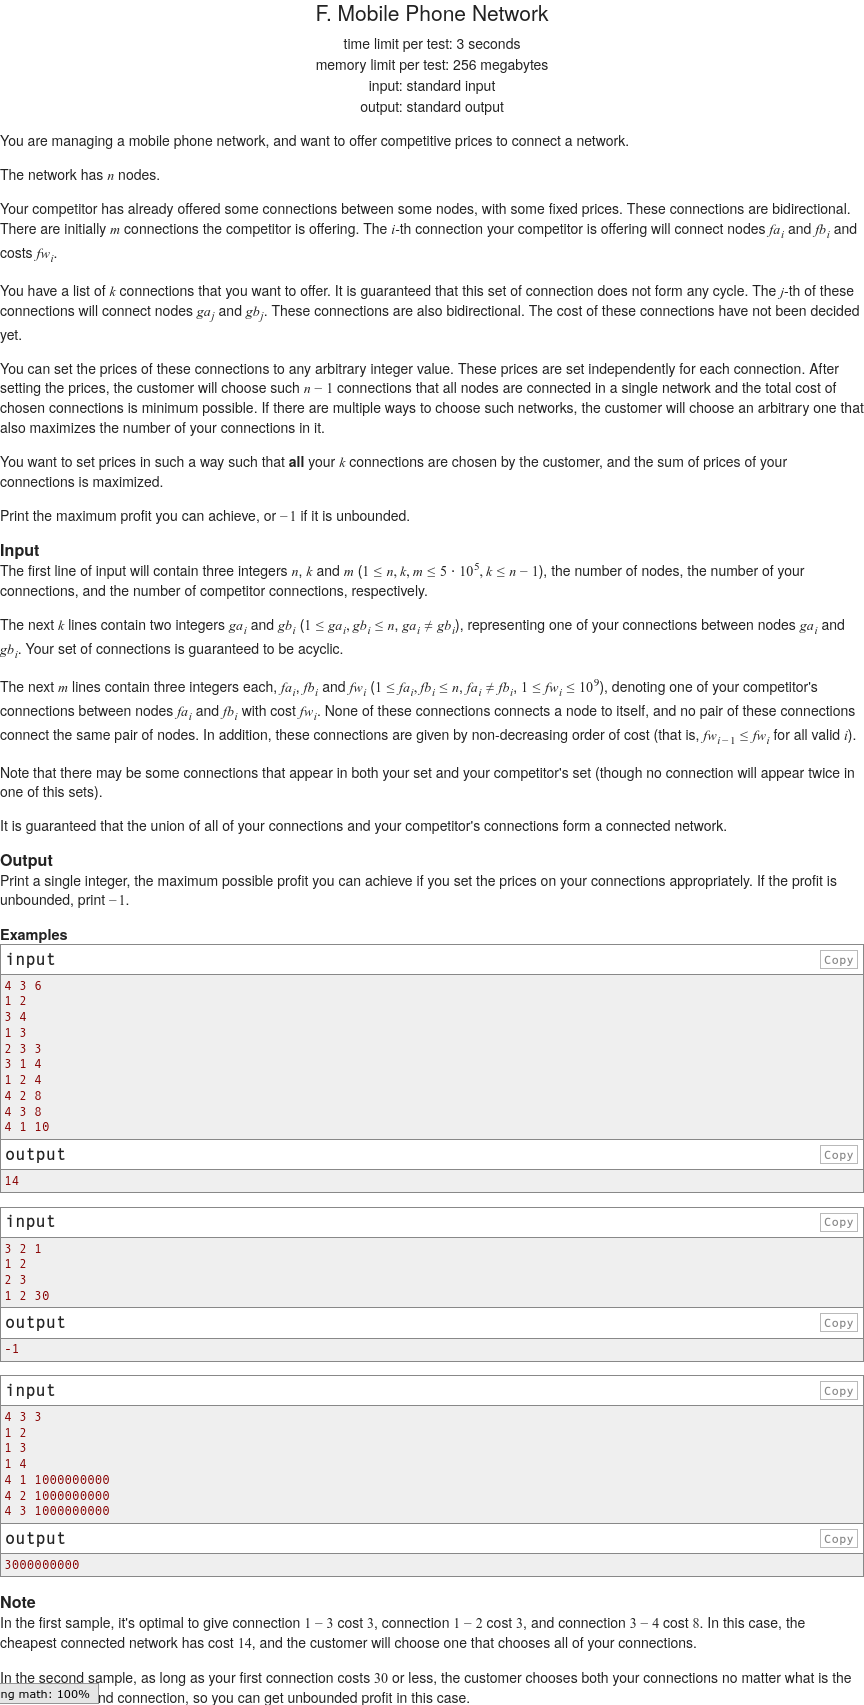 F. Mobile Phone Network
time limit per test: 3 seconds
memory limit per test: 256 megabytes
input: standard input
output: standard output
You are managing a mobile phone network, and want to offer competitive prices to connect a network.
The network has n nodes.
Your competitor has already offered some connections between some nodes, with some fixed prices. These connections are bidirectional.
There are initially m connections the competitor is offering. The i-th connection your competitor is offering will connect nodes fa_i and fb_i and
costs fw_i.
You have a list of k connections that you want to offer. It is guaranteed that this set of connection does not form any cycle. The j-th of these
connections will connect nodes ga_j and gb_j. These connections are also bidirectional. The cost of these connections have not been decided
yet.
You can set the prices of these connections to any arbitrary integer value. These prices are set independently for each connection. After
setting the prices, the customer will choose such n − 1 connections that all nodes are connected in a single network and the total cost of
chosen connections is minimum possible. If there are multiple ways to choose such networks, the customer will choose an arbitrary one that
also maximizes the number of your connections in it.
You want to set prices in such a way such that all your k connections are chosen by the customer, and the sum of prices of your
connections is maximized.
Print the maximum profit you can achieve, or −1 if it is unbounded.
Input
The first line of input will contain three integers n, k and m (1 ≤ n, k, m ≤ 5 · 10^5, k ≤ n − 1), the number of nodes, the number of your
connections, and the number of competitor connections, respectively.
The next k lines contain two integers ga_i and gb_i (1 ≤ ga_i, gb_i ≤ n, ga_i ≠ gb_i), representing one of your connections between nodes ga_i and
gb_i. Your set of connections is guaranteed to be acyclic.
The next m lines contain three integers each, fa_i, fb_i and fw_i (1 ≤ fa_i, fb_i ≤ n, fa_i ≠ fb_i, 1 ≤ fw_i ≤ 10^9), denoting one of your competitor's
connections between nodes fa_i and fb_i with cost fw_i. None of these connections connects a node to itself, and no pair of these connections
connect the same pair of nodes. In addition, these connections are given by non-decreasing order of cost (that is, fw_{i−1} ≤ fw_i for all valid i).
Note that there may be some connections that appear in both your set and your competitor's set (though no connection will appear twice in
one of this sets).
It is guaranteed that the union of all of your connections and your competitor's connections form a connected network.
Output
Print a single integer, the maximum possible profit you can achieve if you set the prices on your connections appropriately. If the profit is
unbounded, print −1.
Examples
input Copy
4 3 6
1 2
3 4
1 3
2 3 3
3 1 4
1 2 4
4 2 8
4 3 8
4 1 10
output Copy
14
input Copy
3 2 1
1 2
2 3
1 2 30
output Copy
-1
input Copy
4 3 3
1 2
1 3
1 4
4 1 1000000000
4 2 1000000000
4 3 1000000000
output Copy
3000000000
Note
In the first sample, it's optimal to give connection 1 − 3 cost 3, connection 1 − 2 cost 3, and connection 3 − 4 cost 8. In this case, the
cheapest connected network has cost 14, and the customer will choose one that chooses all of your connections.
In the second sample, as long as your first connection costs 30 or less, the customer chooses both your connections no matter what is the
ng math: 100% nd connection, so you can get unbounded profit in this case.